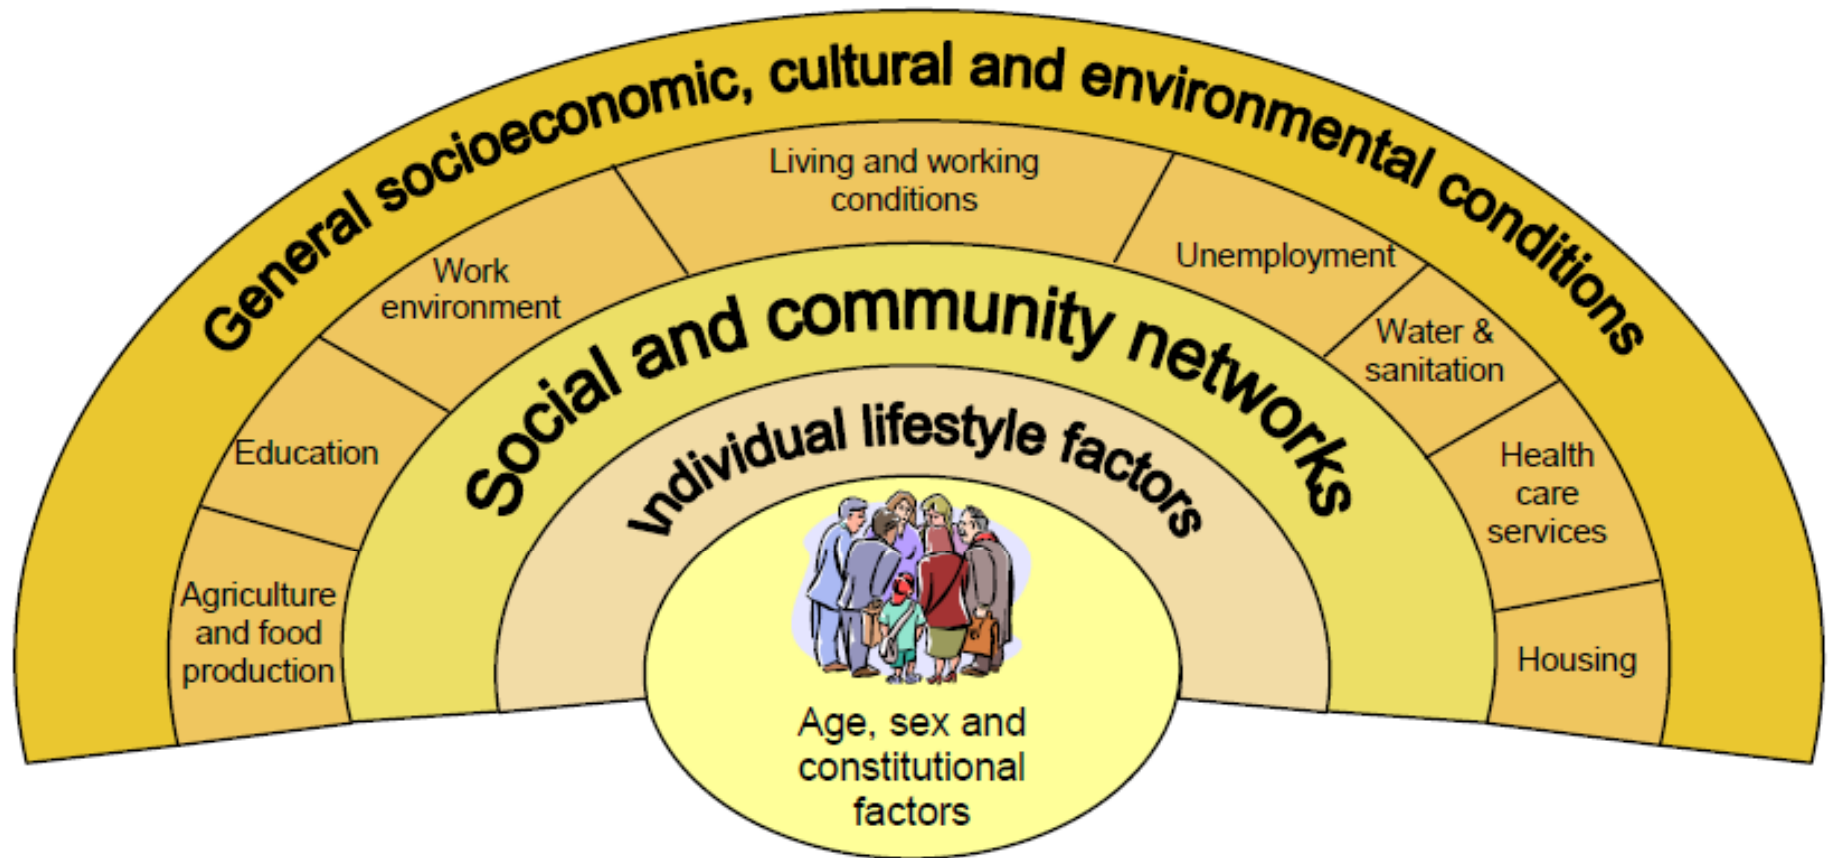 General socioeconomic, cultural and environmental conditions
Living and working
conditions
Work
environment
Unemployment
Education
Water &
sanitation
Agriculture
and food
production
Health
care
services
Housing
Social and community networks
Individual lifestyle factors
Age, sex and
constitutional
factors